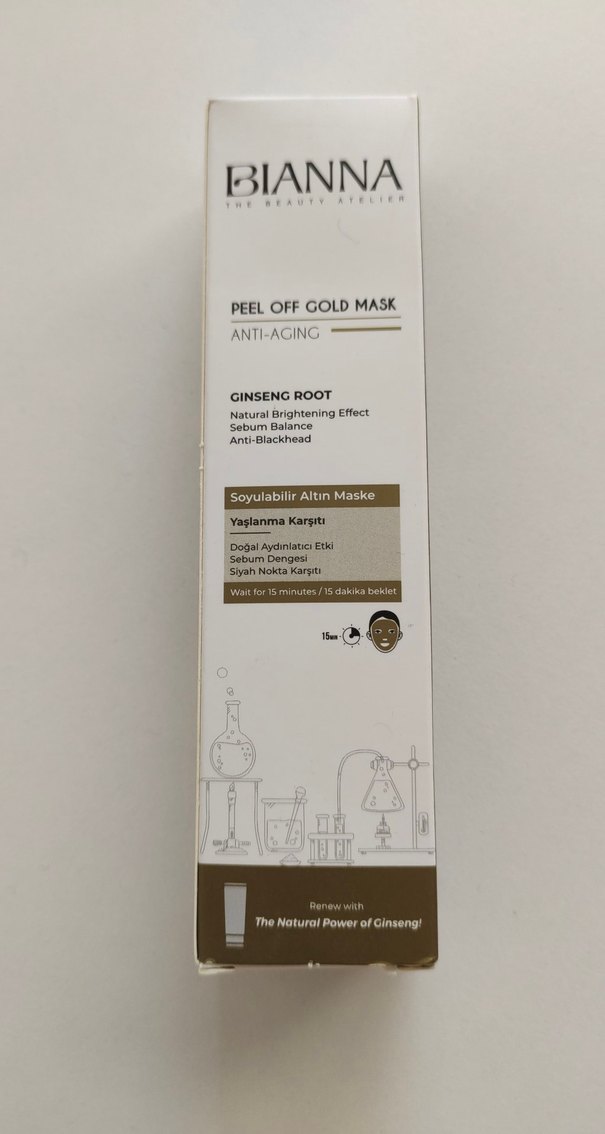 BIANNA
THE BEAUTY ATELIER
PEEL OFF GOLD MASK
ANTI-AGING
GINSENG ROOT
Natural Brightening Effect
Sebum Balance
Anti-Blackhead
Soyulabilir Altın Maske
Yaşlanma Karşıtı
Doğal Aydınlatıcı Etki
Sebum Dengesi
Siyah Nokta Karşıtı
Wait for 15 minutes / 15 dakika beklet
15MIN
Renew with
The Natural Power of Ginseng!